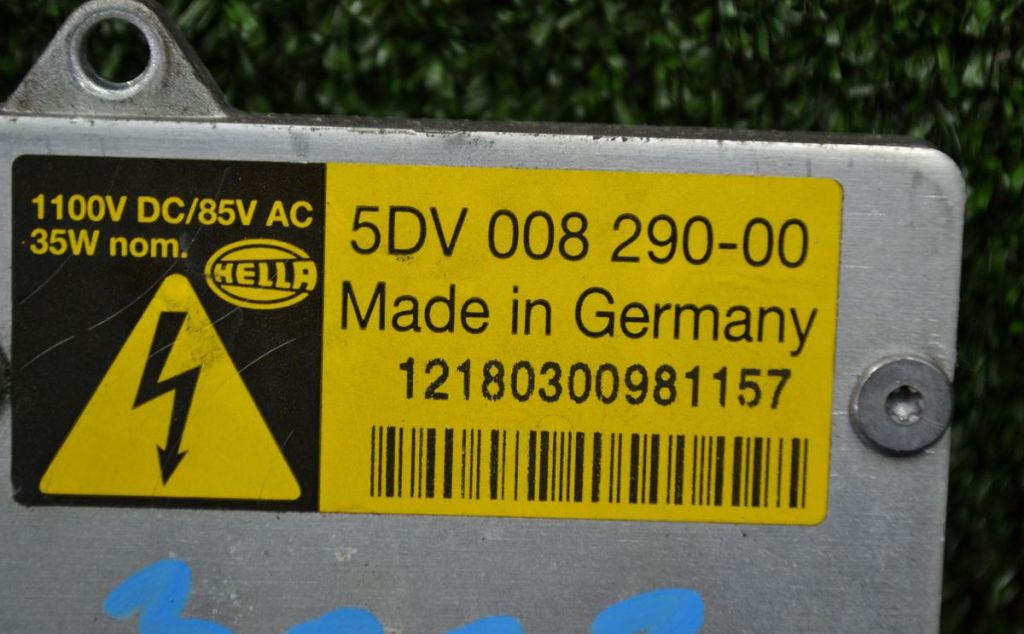 1100V DC/85V AC
35W nom.
HELLA
5DV 008 290-00
Made in Germany
12180300981157